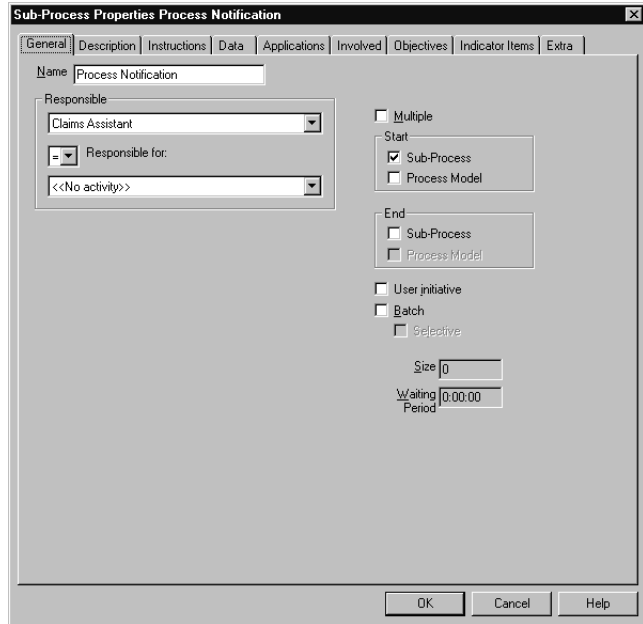 Sub-Process Properties Process Notification
General Description Instructions Data Applications Involved Objectives Indicator Items Extra
Name Process Notification
Responsible
Claims Assistant
= Responsible for:
<<No activity>>
Multiple
Start
Sub-Process
Process Model
End
Sub-Process
Process Model
User initiative
Batch
Selective
Size 0
Waiting Period 0:00:00
OK Cancel Help